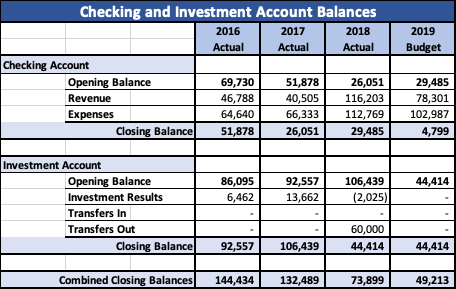 Checking and Investment Account Balances
2016 2017 2018 2019
Actual Actual Actual Budget
Checking Account
Opening Balance 69,730 51,878 26,051 29,485
Revenue 46,788 40,505 116,203 78,301
Expenses 64,640 66,333 112,769 102,987
Closing Balance 51,878 26,051 29,485 4,799
Investment Account
Opening Balance 86,095 92,557 106,439 44,414
Investment Results 6,462 13,662 (2,025) -
Transfers In - - - -
Transfers Out - - 60,000 -
Closing Balance 92,557 106,439 44,414 44,414
Combined Closing Balances 144,434 132,489 73,899 49,213